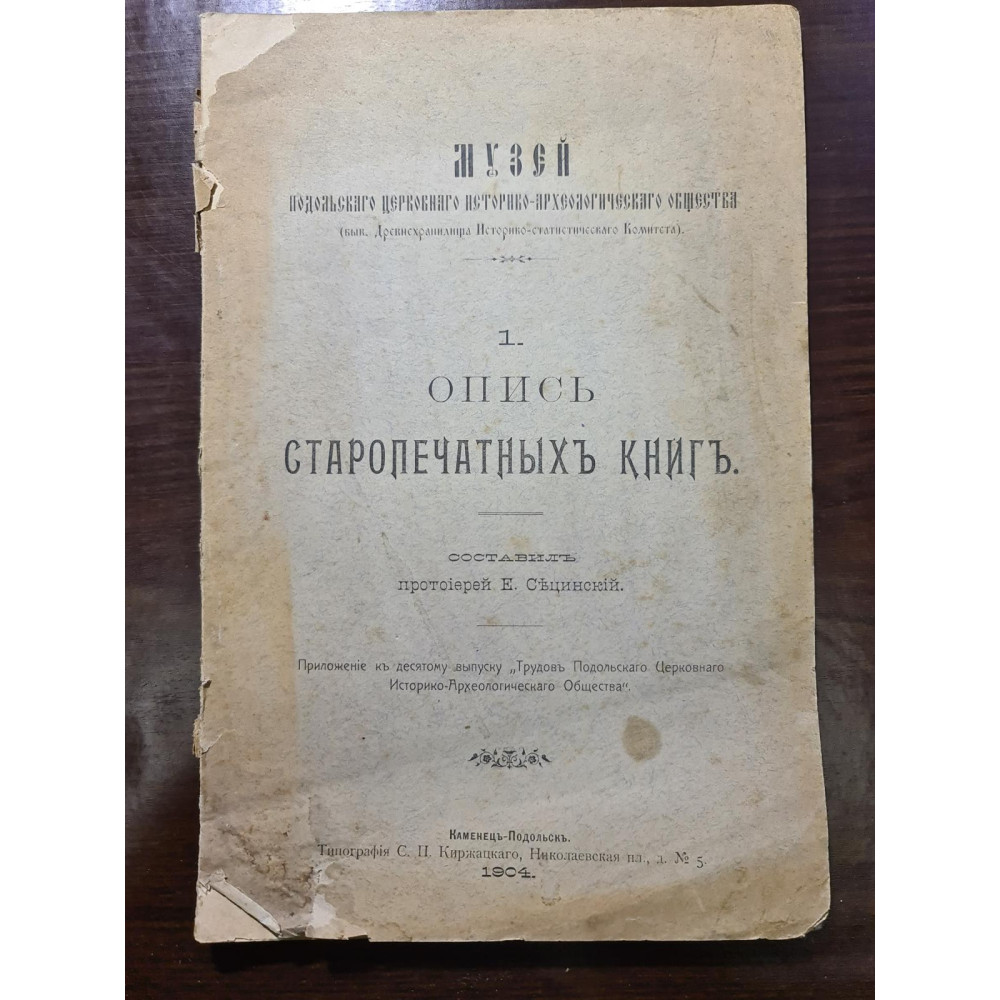 МꙋЗЕЙ
ПОДОЛЬСКАГО ЦЕРКОВНАГО ИСТОРИКО-АРХЕОЛОГИЧЕСКАГО ОБЩЕСТВА
(быв. Древнехранилища Историко-статистическаго Комитета).
1.
ОПИСЬ
СТАРОПЕЧАТНЫХЪ КНИГЪ.
СОСТАВИЛЪ
протоіерей Е. Сѣцинскій.
Приложеніе къ десятому выпуску „Трудовъ Подольскаго Церковнаго
Историко-Археологическаго Общества".
Каменецъ-Подольскъ.
Типографія С. П. Киржацкаго, Николаевская пл., д. № 5.
1904.